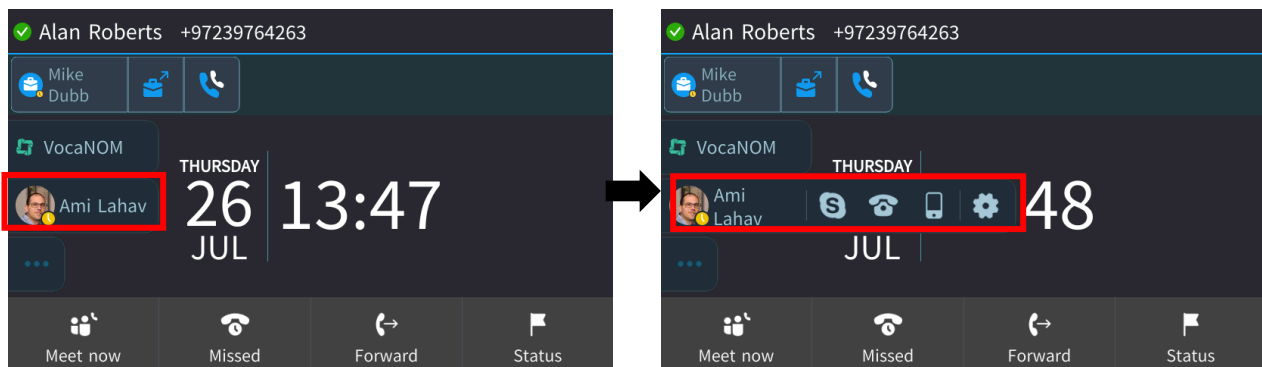 Alan Roberts +97239764263
Mike
Dubb
VocaNOM
Ami Lahav
THURSDAY
26
JUL
13:47
Meet now
Missed
Forward
Status
Alan Roberts +97239764263
Mike
Dubb
VocaNOM
THURSDAY
Ami
Lahav
48
JUL
Meet now
Missed
Forward
Status